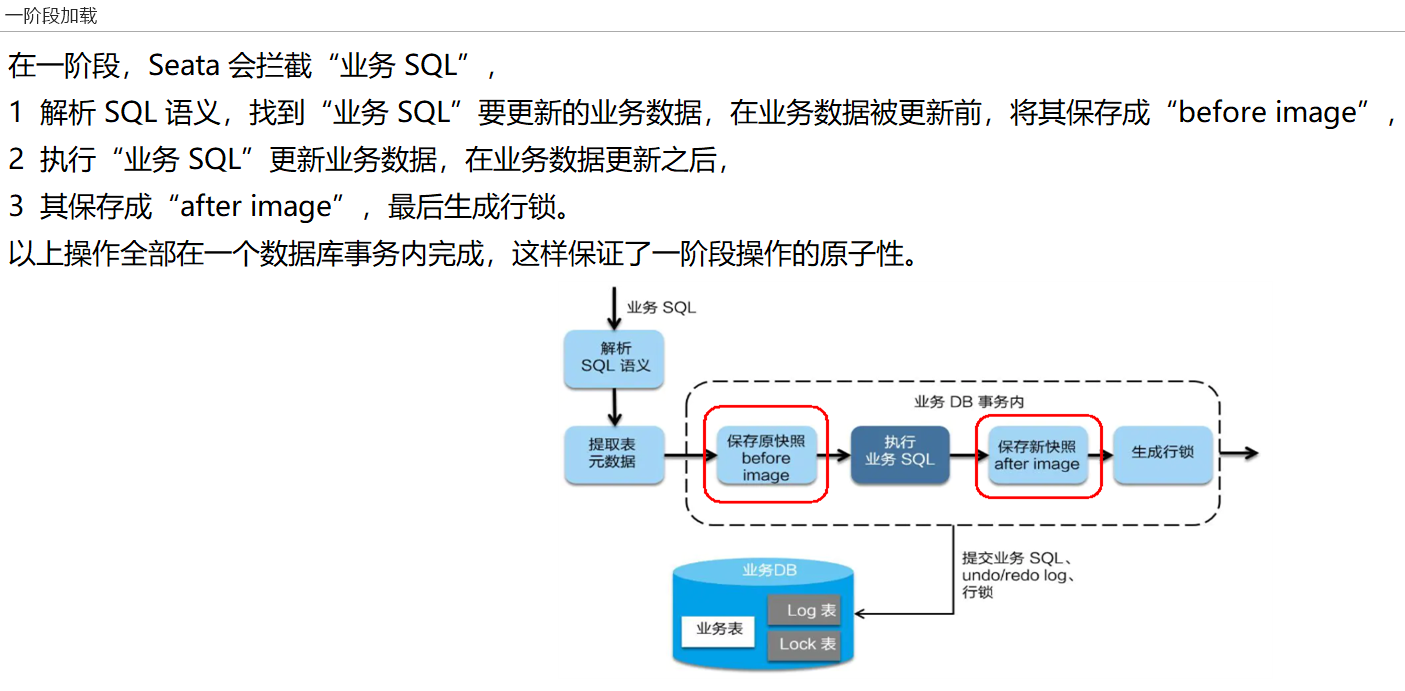 一阶段加载
在一阶段，Seata 会拦截“业务 SQL”，
1 解析 SQL 语义，找到“业务 SQL”要更新的业务数据，在业务数据被更新前，将其保存成“before image”，
2 执行“业务 SQL”更新业务数据，在业务数据更新之后，
3 其保存成“after image”，最后生成行锁。
以上操作全部在一个数据库事务内完成，这样保证了一阶段操作的原子性。
业务 SQL
解析
SQL 语义
业务 DB 事务内
提取表
元数据
保存原快照
before
image
执行
业务 SQL
保存新快照
after image
生成行锁
提交业务 SQL、
undo/redo log、
行锁
业务DB
业务表
Log 表
Lock 表